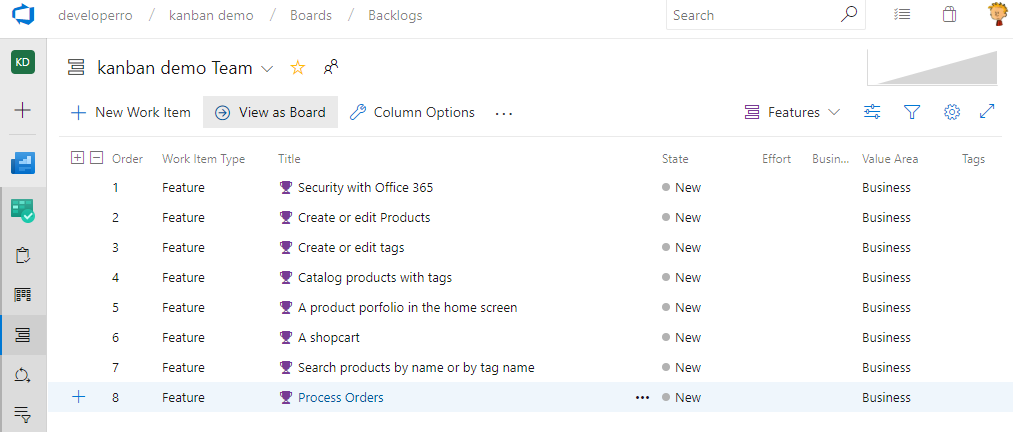 developerro / kanban demo / Boards / Backlogs Search
KD kanban demo Team
New Work Item View as Board Column Options ... Features
Order Work Item Type Title State Effort Busin... Value Area Tags
1 Feature Security with Office 365 New Business
2 Feature Create or edit Products New Business
3 Feature Create or edit tags New Business
4 Feature Catalog products with tags New Business
5 Feature A product porfolio in the home screen New Business
6 Feature A shopcart New Business
7 Feature Search products by name or by tag name New Business
8 Feature Process Orders ... New Business